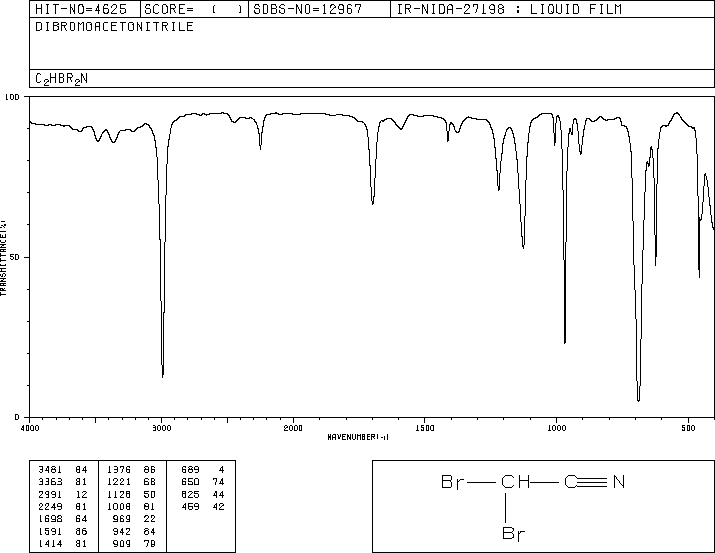 HIT-NO=4625 SCORE= ( ) SDBS-NO=12967 IR-NIDA-27198 : LIQUID FILM
DIBROMOACETONITRILE
C2HBR2N
100
TRANSMITTANCE(%)
50
0
4000 3000 2000 1500 1000 500
WAVENUMBER(-1)
3481 84 1376 86 689 4
3363 81 1221 68 650 74
2991 12 1128 50 625 44
2249 81 1008 81 459 42
1698 64 969 22
1591 86 942 84
1414 81 909 79
Br CH C N
Br